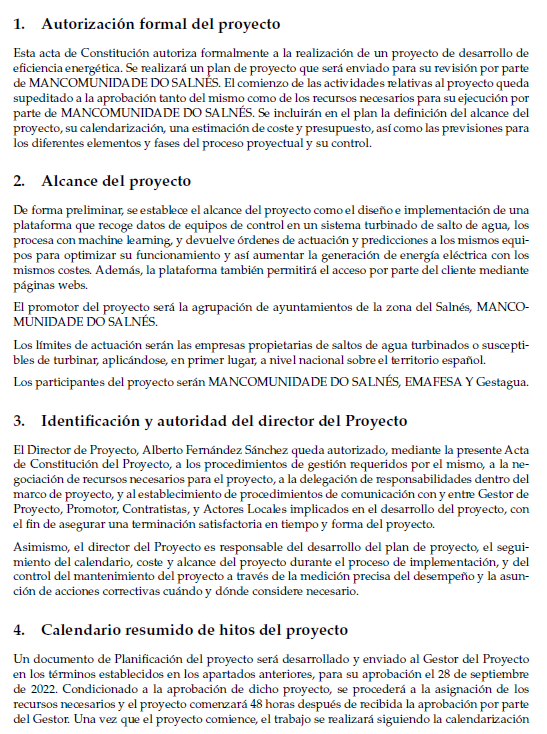 1. Autorización formal del proyecto
Esta acta de Constitución autoriza formalmente a la realización de un proyecto de desarrollo de
eficiencia energética. Se realizará un plan de proyecto que será enviado para su revisión por parte
de MANCOMUNIDADE DO SALNÉS. El comienzo de las actividades relativas al proyecto queda
supeditado a la aprobación tanto del mismo como de los recursos necesarios para su ejecución por
parte de MANCOMUNIDADE DO SALNÉS. Se incluirán en el plan la definición del alcance del
proyecto, su calendarización, una estimación de coste y presupuesto, así como las previsiones para
los diferentes elementos y fases del proceso proyectual y su control.
2. Alcance del proyecto
De forma preliminar, se establece el alcance del proyecto como el diseño e implementación de una
plataforma que recoge datos de equipos de control en un sistema turbinado de salto de agua, los
procesa con machine learning, y devuelve órdenes de actuación y predicciones a los mismos equi-
pos para optimizar su funcionamiento y así aumentar la generación de energía eléctrica con los
mismos costes. Además, la plataforma también permitirá el acceso por parte del cliente mediante
páginas webs.
El promotor del proyecto será la agrupación de ayuntamientos de la zona del Salnés, MANCO-
MUNIDADE DO SALNÉS.
Los límites de actuación serán las empresas propietarias de saltos de agua turbinados o suscepti-
bles de turbinar, aplicándose, en primer lugar, a nivel nacional sobre el territorio español.
Los participantes del proyecto serán MANCOMUNIDADE DO SALNÉS, EMAFESA Y Gestagua.
3. Identificación y autoridad del director del Proyecto
El Director de Proyecto, Alberto Fernández Sánchez queda autorizado, mediante la presente Acta
de Constitución del Proyecto, a los procedimientos de gestión requeridos por el mismo, a la ne-
gociación de recursos necesarios para el proyecto, a la delegación de responsabilidades dentro del
marco de proyecto, y al establecimiento de procedimientos de comunicación con y entre Gestor de
Proyecto, Promotor, Contratistas, y Actores Locales implicados en el desarrollo del proyecto, con
el fin de asegurar una terminación satisfactoria en tiempo y forma del proyecto.
Asimismo, el director del Proyecto es responsable del desarrollo del plan de proyecto, el segui-
miento del calendario, coste y alcance del proyecto durante el proceso de implementación, y del
control del mantenimiento del proyecto a través de la medición precisa del desempeño y la asun-
ción de acciones correctivas cuándo y dónde considere necesario.
4. Calendario resumido de hitos del proyecto
Un documento de Planificación del proyecto será desarrollado y enviado al Gestor del Proyecto
en los términos establecidos en los apartados anteriores, para su aprobación el 28 de septiembre
de 2022. Condicionado a la aprobación de dicho proyecto, se procederá a la asignación de los
recursos necesarios y el proyecto comenzará 48 horas después de recibida la aprobación por parte
del Gestor. Una vez que el proyecto comience, el trabajo se realizará siguiendo la calendarización